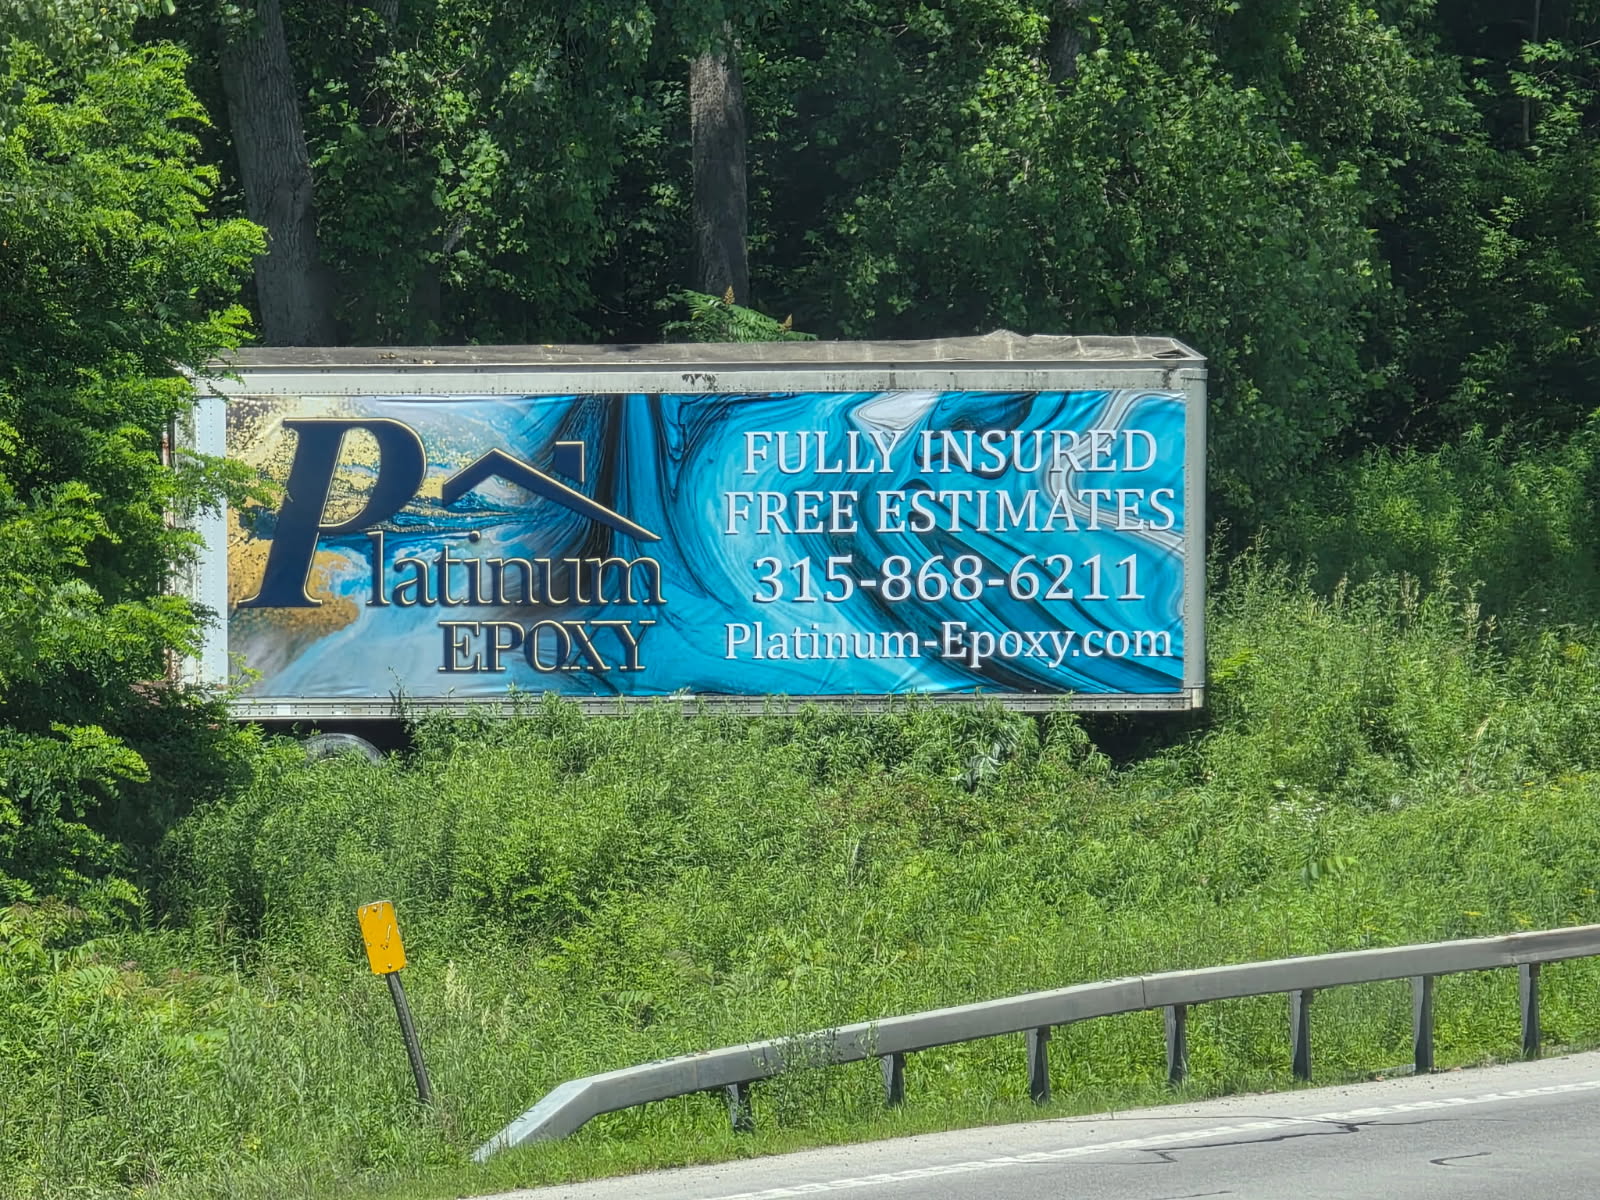 Platinum
EPOXY
FULLY INSURED
FREE ESTIMATES
315-868-6211
Platinum-Epoxy.com